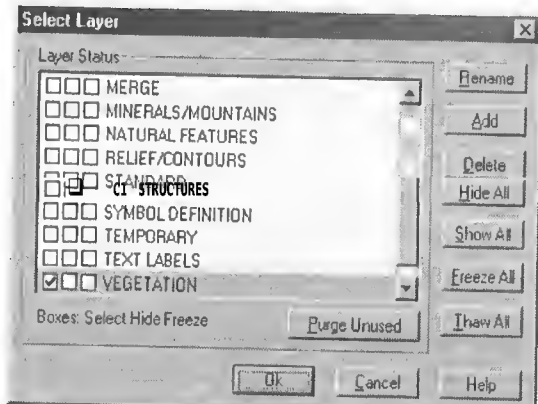 Select Layer
Layer Status
MERGE
MINERALS/MOUNTAINS
NATURAL FEATURES
RELIEF/CONTOURS
STANDARD
CI STRUCTURES
SYMBOL DEFINITION
TEMPORARY
TEXT LABELS
VEGETATION
Boxes: Select Hide Freeze
Purge Unused
Rename
Add
Delete
Hide All
Show All
Freeze All
Thaw All
Ok
Cancel
Help